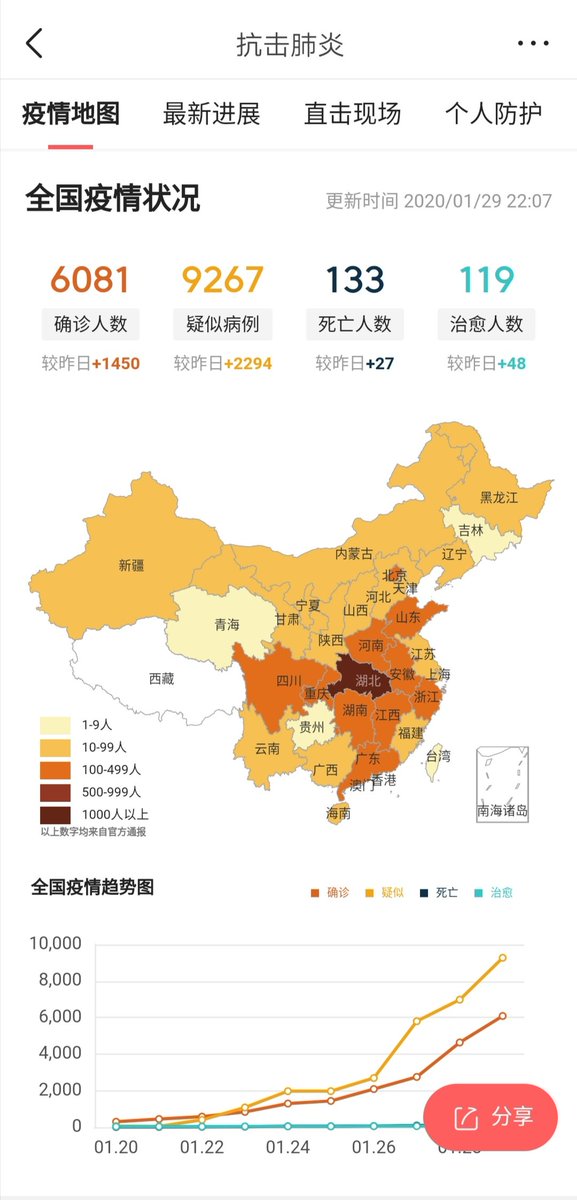 抗击肺炎
疫情地图 最新进展 直击现场 个人防护
全国疫情状况
更新时间 2020/01/29 22:07
6081 9267 133 119
确诊人数 疑似病例 死亡人数 治愈人数
较昨日+1450 较昨日+2294 较昨日+27 较昨日+48
黑龙江
吉林
辽宁
内蒙古
新疆
北京
天津
河北
宁夏
山西
山东
甘肃
青海
陕西
河南
江苏
西藏
四川
湖北
安徽
上海
重庆
浙江
湖南
江西
贵州
福建
云南
台湾
广西
广东
香港
澳门
海南
南海诸岛
1-9人
10-99人
100-499人
500-999人
1000人以上
以上数字均来自官方通报
全国疫情趋势图
确诊 疑似 死亡 治愈
10,000
8,000
6,000
4,000
2,000
0
01.20 01.22 01.24 01.26
分享